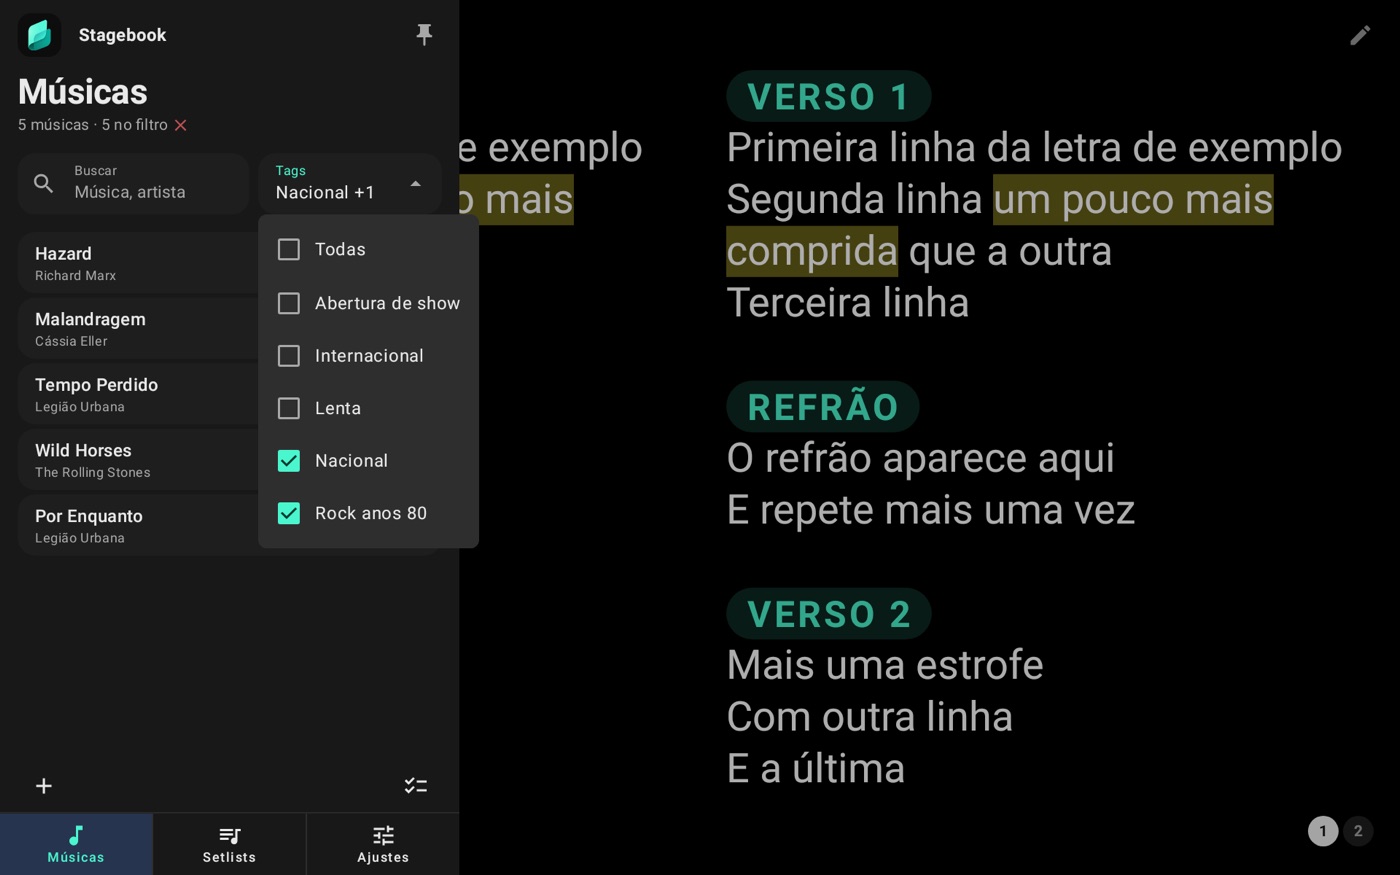 Stagebook
Músicas
5 músicas · 5 no filtro
Buscar
Música, artista
Tags
Nacional +1
Todas
Abertura de show
Internacional
Lenta
Nacional
Rock anos 80
Hazard
Richard Marx
Malandragem
Cássia Eller
Tempo Perdido
Legião Urbana
Wild Horses
The Rolling Stones
Por Enquanto
Legião Urbana
Músicas
Setlists
Ajustes
e exemplo
o mais
VERSO 1
Primeira linha da letra de exemplo
Segunda linha um pouco mais
comprida que a outra
Terceira linha
REFRÃO
O refrão aparece aqui
E repete mais uma vez
VERSO 2
Mais uma estrofe
Com outra linha
E a última
1 2